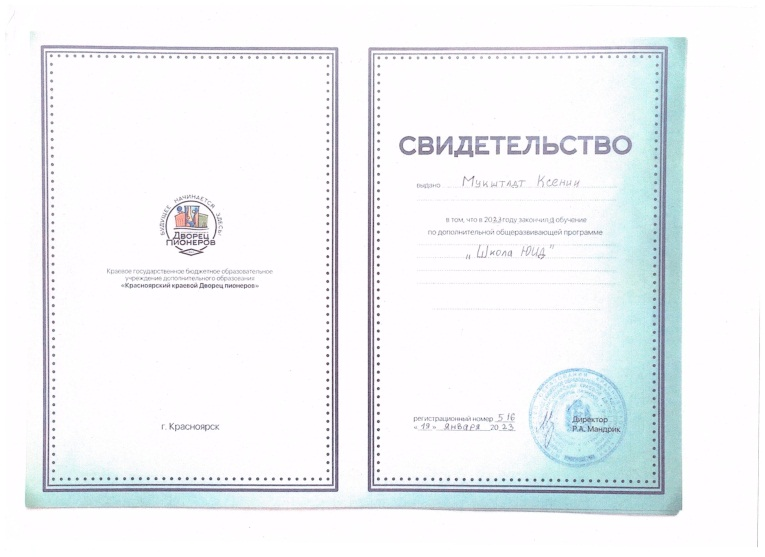 БУДУЩЕЕ НАЧИНАЕТСЯ ЗДЕСЬ!
ДВОРЕЦ
ПИОНЕРОВ
Краевое государственное бюджетное образовательное
учреждение дополнительного образования
«Красноярский краевой Дворец пионеров»
г. Красноярск
СВИДЕТЕЛЬСТВО
выдано Мукштадт Ксении
в том, что в 2023 году закончила обучение
по дополнительной общеразвивающей программе
„Школа ЮИД"
регистрационный номер 516
«19» января 2023
Директор
Р.А. Мандрик